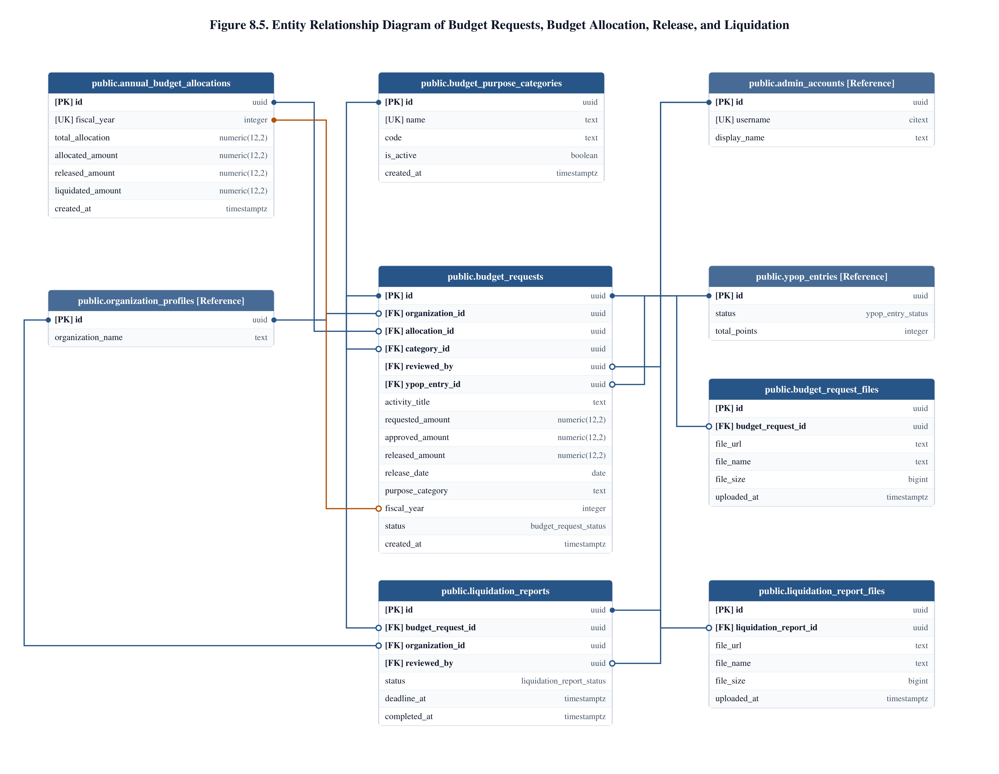 Figure 8.5. Entity Relationship Diagram of Budget Requests, Budget Allocation, Release, and Liquidation
public.annual_budget_allocations
[PK] id uuid
[UK] fiscal_year integer
total_allocation numeric(12,2)
allocated_amount numeric(12,2)
released_amount numeric(12,2)
liquidated_amount numeric(12,2)
created_at timestamptz
public.budget_purpose_categories
[PK] id uuid
[UK] name text
code text
is_active boolean
created_at timestamptz
public.admin_accounts [Reference]
[PK] id uuid
[UK] username citext
display_name text
public.organization_profiles [Reference]
[PK] id uuid
organization_name text
public.budget_requests
[PK] id uuid
[FK] organization_id uuid
[FK] allocation_id uuid
[FK] category_id uuid
[FK] reviewed_by uuid
[FK] ypop_entry_id uuid
activity_title text
requested_amount numeric(12,2)
approved_amount numeric(12,2)
released_amount numeric(12,2)
release_date date
purpose_category text
fiscal_year integer
status budget_request_status
created_at timestamptz
public.ypop_entries [Reference]
[PK] id uuid
status ypop_entry_status
total_points integer
public.budget_request_files
[PK] id uuid
[FK] budget_request_id uuid
file_url text
file_name text
file_size bigint
uploaded_at timestamptz
public.liquidation_reports
[PK] id uuid
[FK] budget_request_id uuid
[FK] organization_id uuid
[FK] reviewed_by uuid
status liquidation_report_status
deadline_at timestamptz
completed_at timestamptz
public.liquidation_report_files
[PK] id uuid
[FK] liquidation_report_id uuid
file_url text
file_name text
file_size bigint
uploaded_at timestamptz